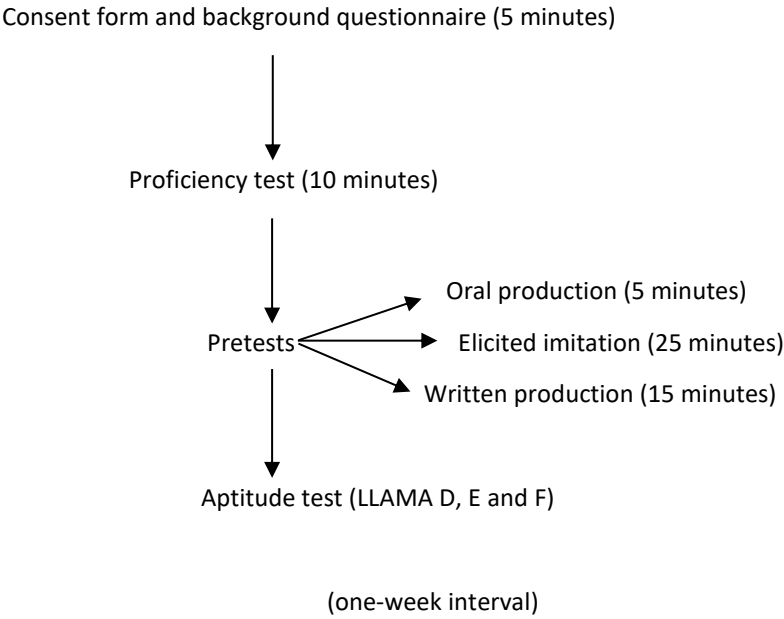 Consent form and background questionnaire (5 minutes)
Proficiency test (10 minutes)
Oral production (5 minutes)
Pretests
Elicited imitation (25 minutes)
Written production (15 minutes)
Aptitude test (LLAMA D, E and F)
(one-week interval)